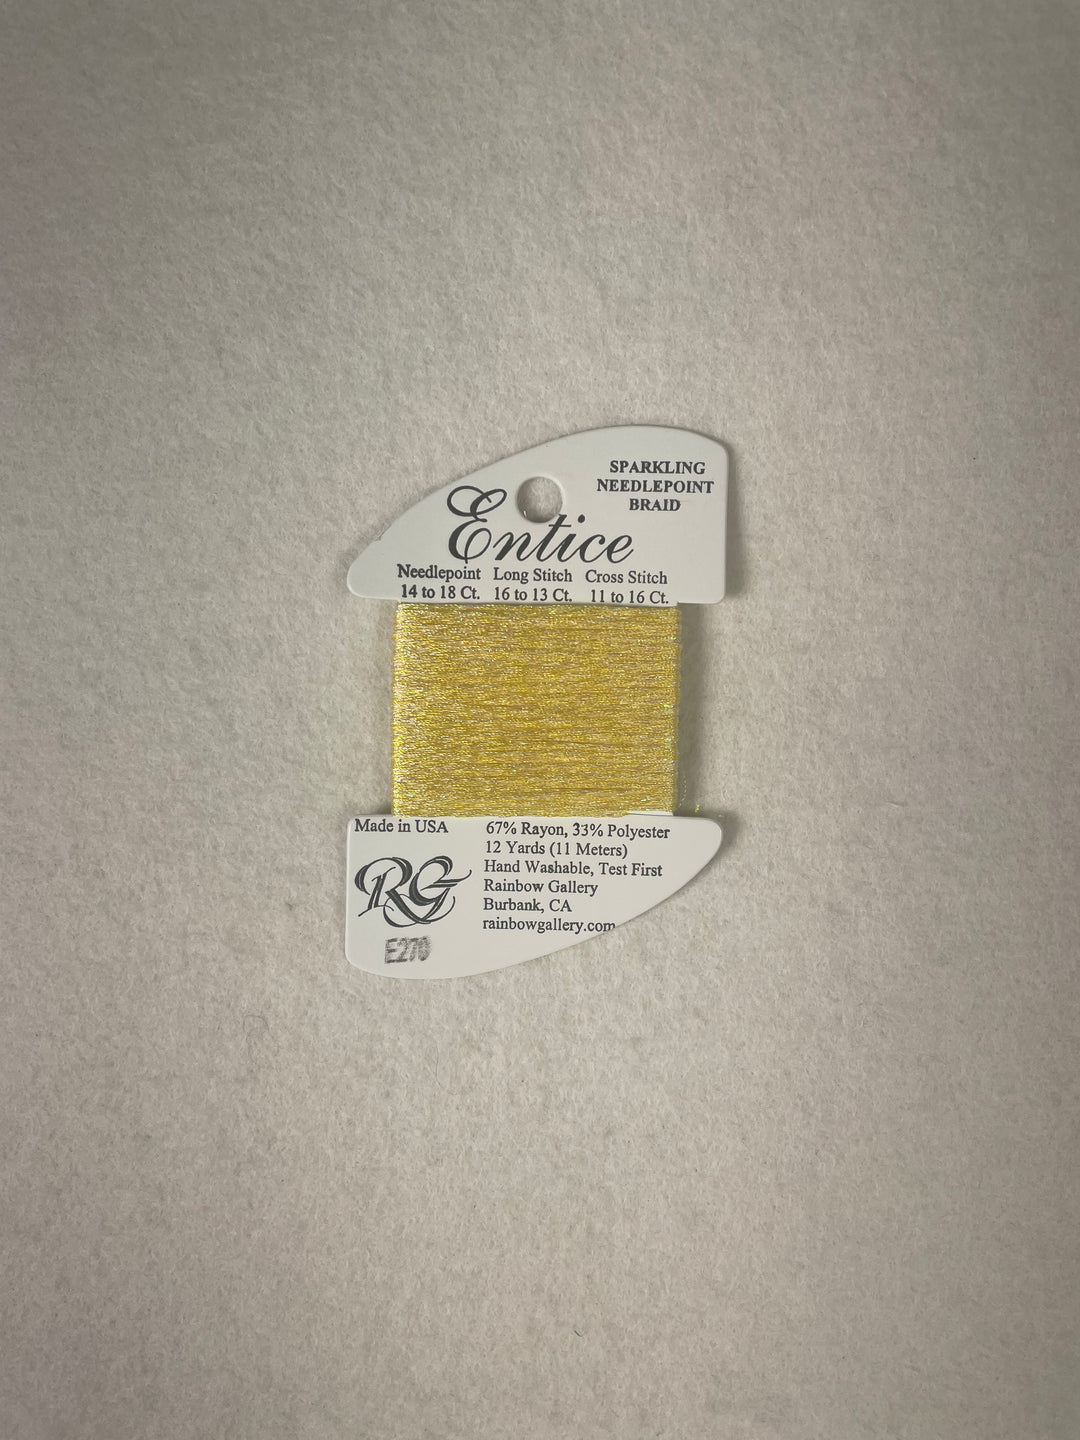 SPARKLING
NEEDLEPOINT
BRAID
Entice
Needlepoint Long Stitch Cross Stitch
14 to 18 Ct. 16 to 13 Ct. 11 to 16 Ct.
Made in USA
67% Rayon, 33% Polyester
12 Yards (11 Meters)
Hand Washable, Test First
Rainbow Gallery
Burbank, CA
rainbowgallery.com
RG
E270